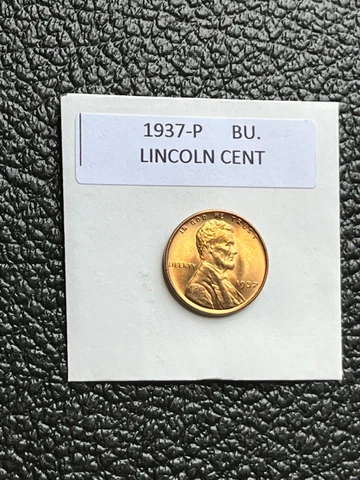 1937-P BU.
LINCOLN CENT
IN GOD WE TRUST
LIBERTY
1937